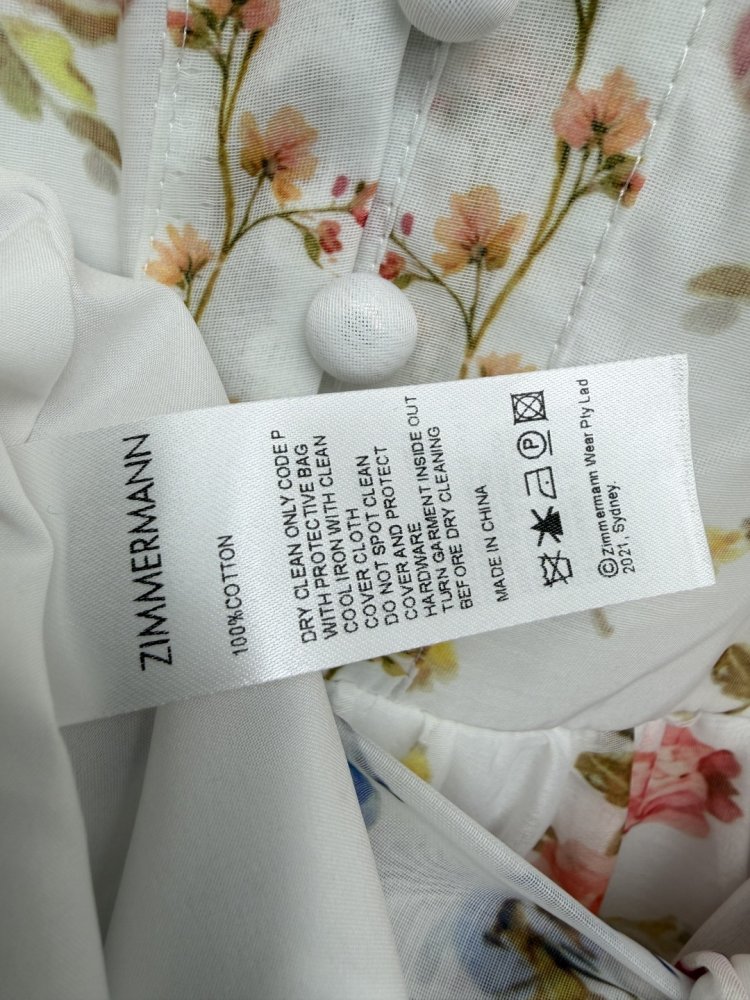 ZIMMERMANN
100%COTTON
DRY CLEAN ONLY CODE P
WITH PROTECTIVE BAG
COOL IRON WITH CLEAN
COVER CLOTH
DO NOT SPOT CLEAN
COVER AND PROTECT
HARDWARE
TURN GARMENT INSIDE OUT
BEFORE DRY CLEANING
MADE IN CHINA
P
©Zimmermann Wear Pty Lad
2021, Sydney.